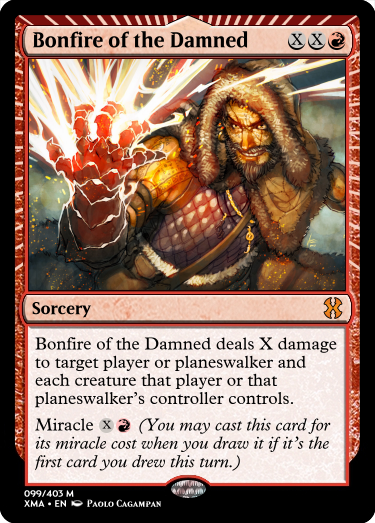 Bonfire of the Damned XXR
Sorcery
Bonfire of the Damned deals X damage
to target player or planeswalker and
each creature that player or that
planeswalker's controller controls.
Miracle X (You may cast this card for
its miracle cost when you draw it if it's the
first card you drew this turn.)
099/403 M
XMA • EN Paolo Cagampan